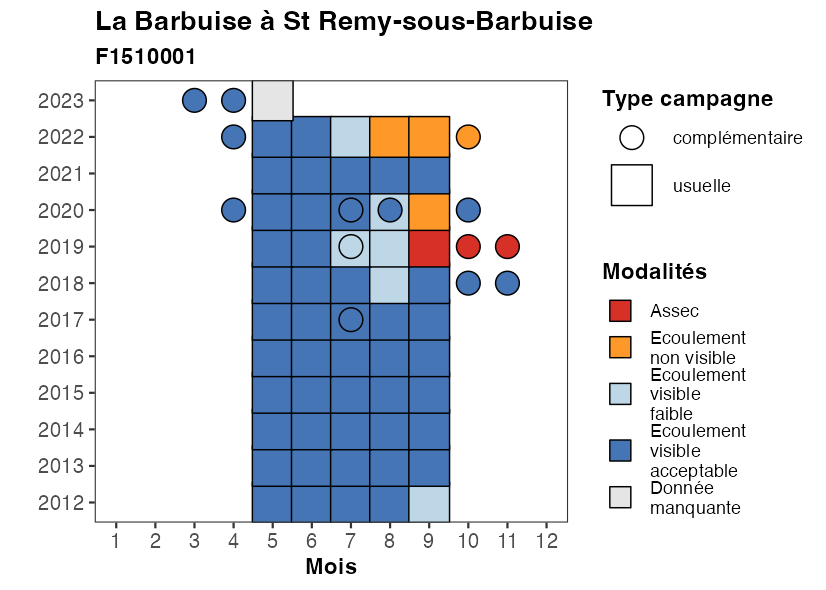 La Barbuise à St Remy-sous-Barbuise
F1510001
2023
2022
2021
2020
2019
2018
2017
2016
2015
2014
2013
2012
1 2 3 4 5 6 7 8 9 10 11 12
Mois
Type campagne
complémentaire
usuelle
Modalités
Assec
Ecoulement
non visible
Ecoulement
visible
faible
Ecoulement
visible
acceptable
Donnée
manquante